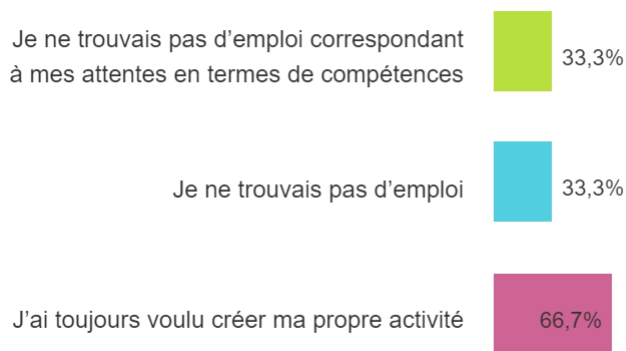 Je ne trouvais pas d’emploi correspondant
à mes attentes en termes de compétences
33,3%
Je ne trouvais pas d’emploi
33,3%
J’ai toujours voulu créer ma propre activité
66,7%